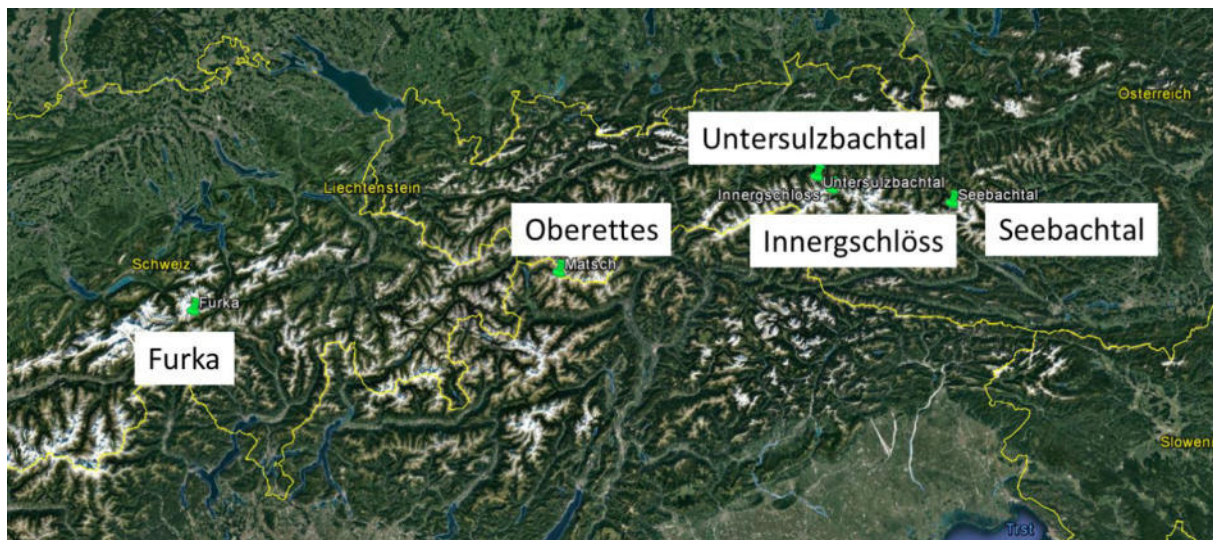 Österreich
Untersulzbachtal
Untersulzbachtal
Liechtenstein
Innergschlöss
Seebachtal
Oberettes
Innergschlöss
Seebachtal
Schweiz
Matsch
Furka
Furka
Slowen
Trst